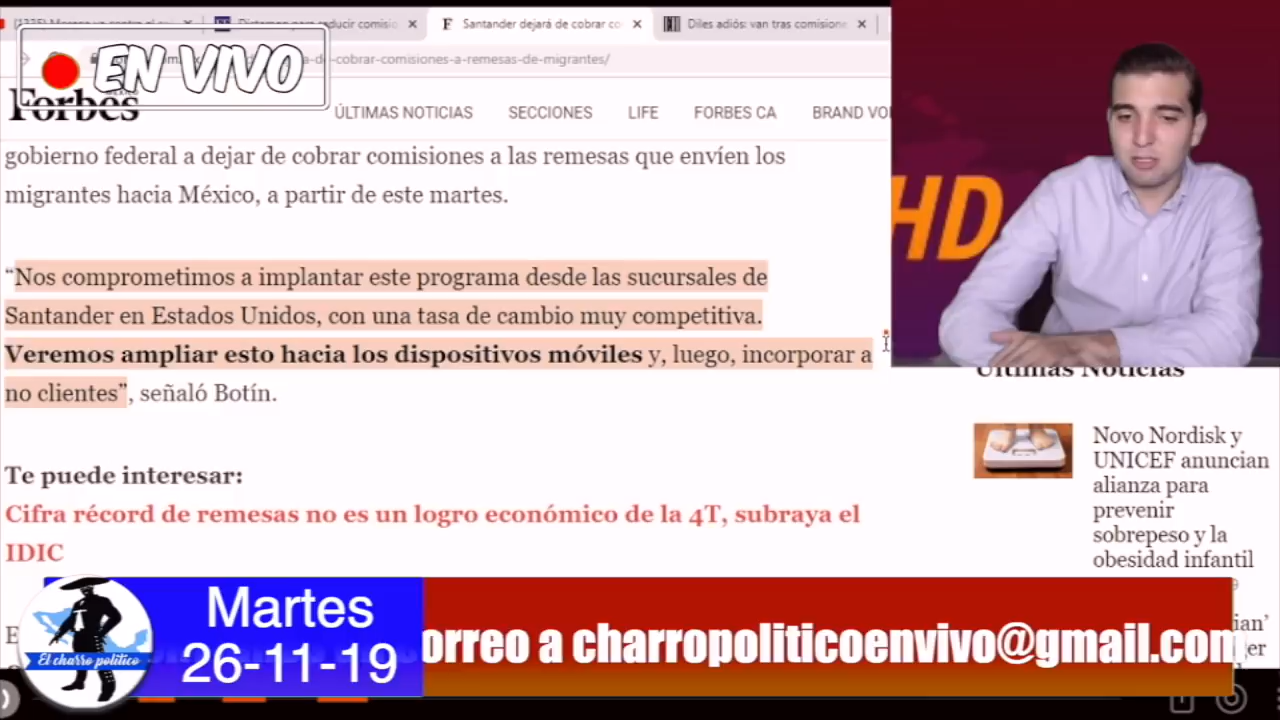 Dictamen para reducir comisio
Santander dejará de cobrar co
Diles adiós: van tras comisione
EN VIVO
-cobrar-comisiones-a-remesas-de-migrantes/
Forbes
ÚLTIMAS NOTICIAS
SECCIONES
LIFE
FORBES CA
BRAND VO
gobierno federal a dejar de cobrar comisiones a las remesas que envíen los
migrantes hacia México, a partir de este martes.
HD
“Nos comprometimos a implantar este programa desde las sucursales de
Santander en Estados Unidos, con una tasa de cambio muy competitiva.
Veremos ampliar esto hacia los dispositivos móviles y, luego, incorporar a
no clientes”, señaló Botín.
Últimas Noticias
Novo Nordisk y
UNICEF anuncian
alianza para
prevenir
sobrepeso y la
obesidad infantil
Te puede interesar:
Cifra récord de remesas no es un logro económico de la 4T, subraya el
IDIC
Martes
26-11-19
orreo a charropoliticoenvivo@gmail.com
El charro político